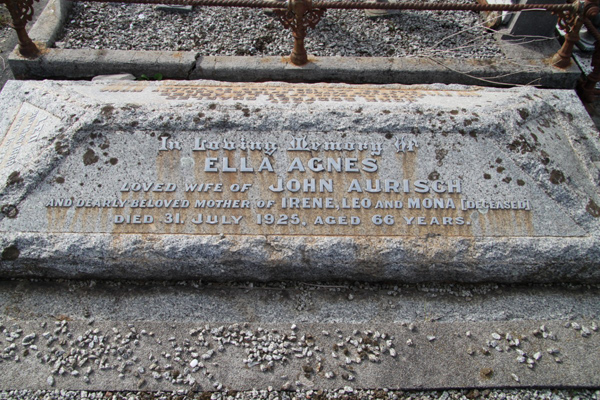 In Loving Memory of
ELLA AGNES
LOVED WIFE OF JOHN AURISCH
AND DEARLY BELOVED MOTHER OF IRENE, LEO AND MONA [DECEASED]
DIED 31. JULY 1925, AGED 66 YEARS.